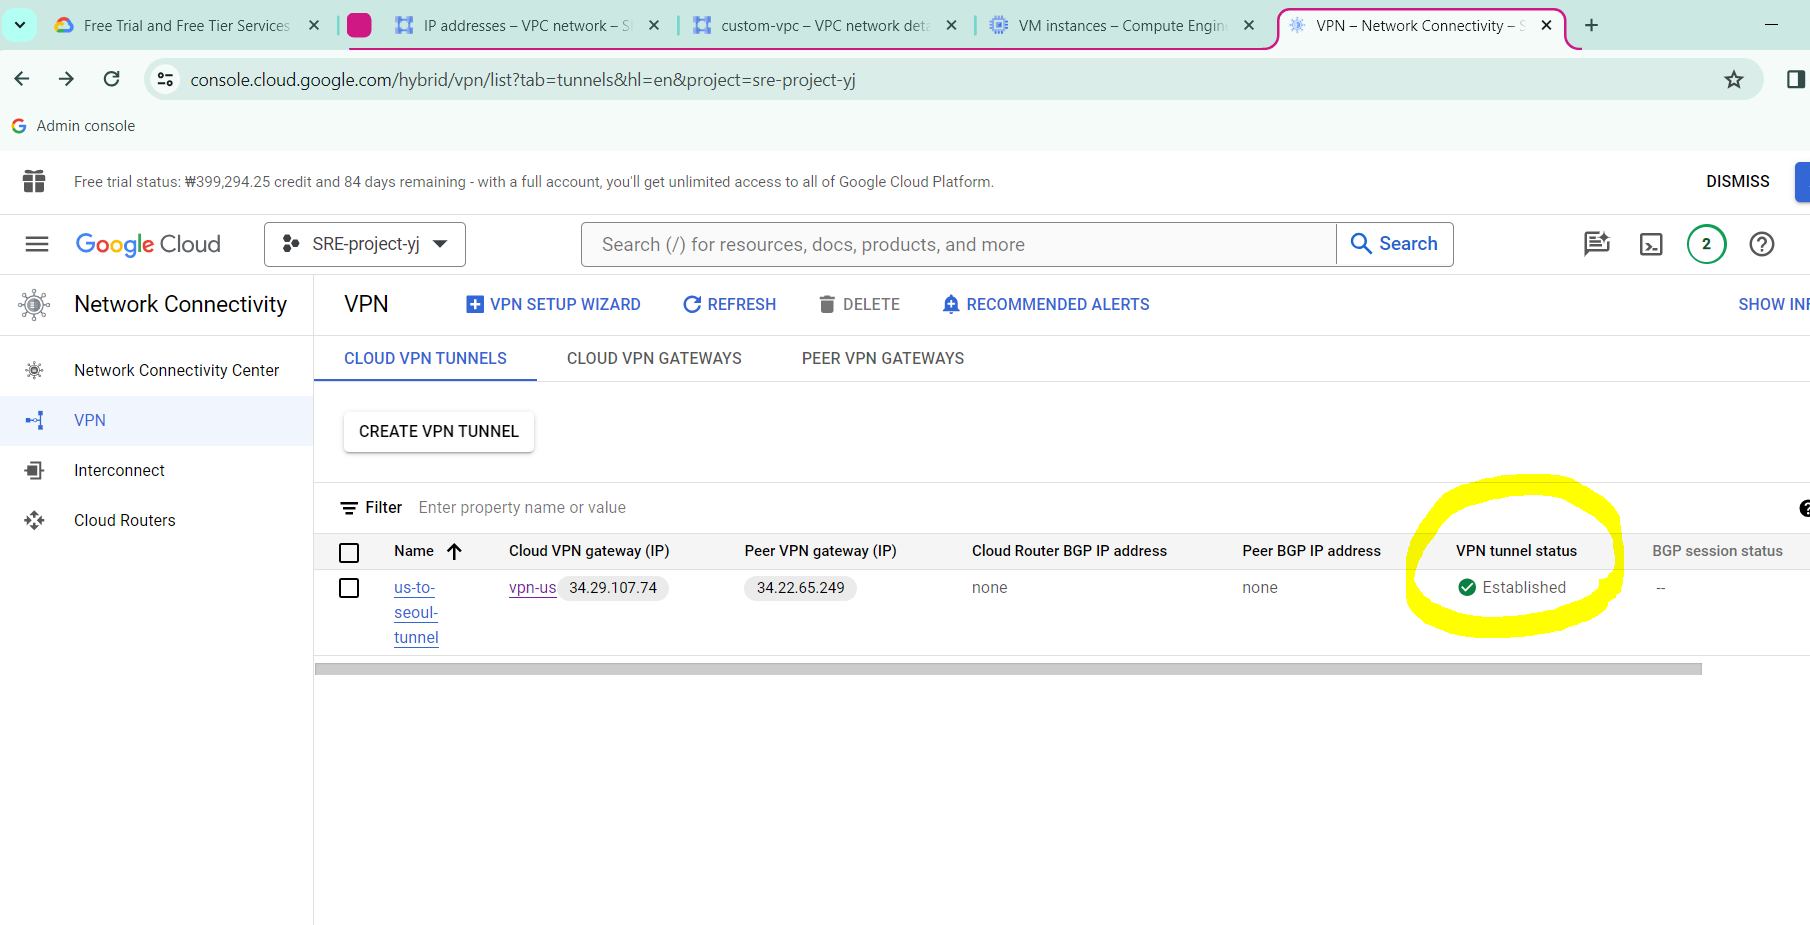 Free Trial and Free Tier Services
IP addresses – VPC network – S
custom-vpc – VPC network deta
VM instances – Compute Engin
VPN – Network Connectivity – S
console.cloud.google.com/hybrid/vpn/list?tab=tunnels&hl=en&project=sre-project-yj
Admin console
Free trial status: ₩399,294.25 credit and 84 days remaining - with a full account, you'll get unlimited access to all of Google Cloud Platform.
DISMISS
Google Cloud
SRE-project-yj
Search (/) for resources, docs, products, and more
Search
2
Network Connectivity
VPN
VPN SETUP WIZARD
REFRESH
DELETE
RECOMMENDED ALERTS
SHOW INF
Network Connectivity Center
VPN
Interconnect
Cloud Routers
CLOUD VPN TUNNELS
CLOUD VPN GATEWAYS
PEER VPN GATEWAYS
CREATE VPN TUNNEL
Filter Enter property name or value
Name Cloud VPN gateway (IP) Peer VPN gateway (IP) Cloud Router BGP IP address Peer BGP IP address VPN tunnel status BGP session status
us-to- vpn-us 34.29.107.74 34.22.65.249 none none Established --
seoul-
tunnel